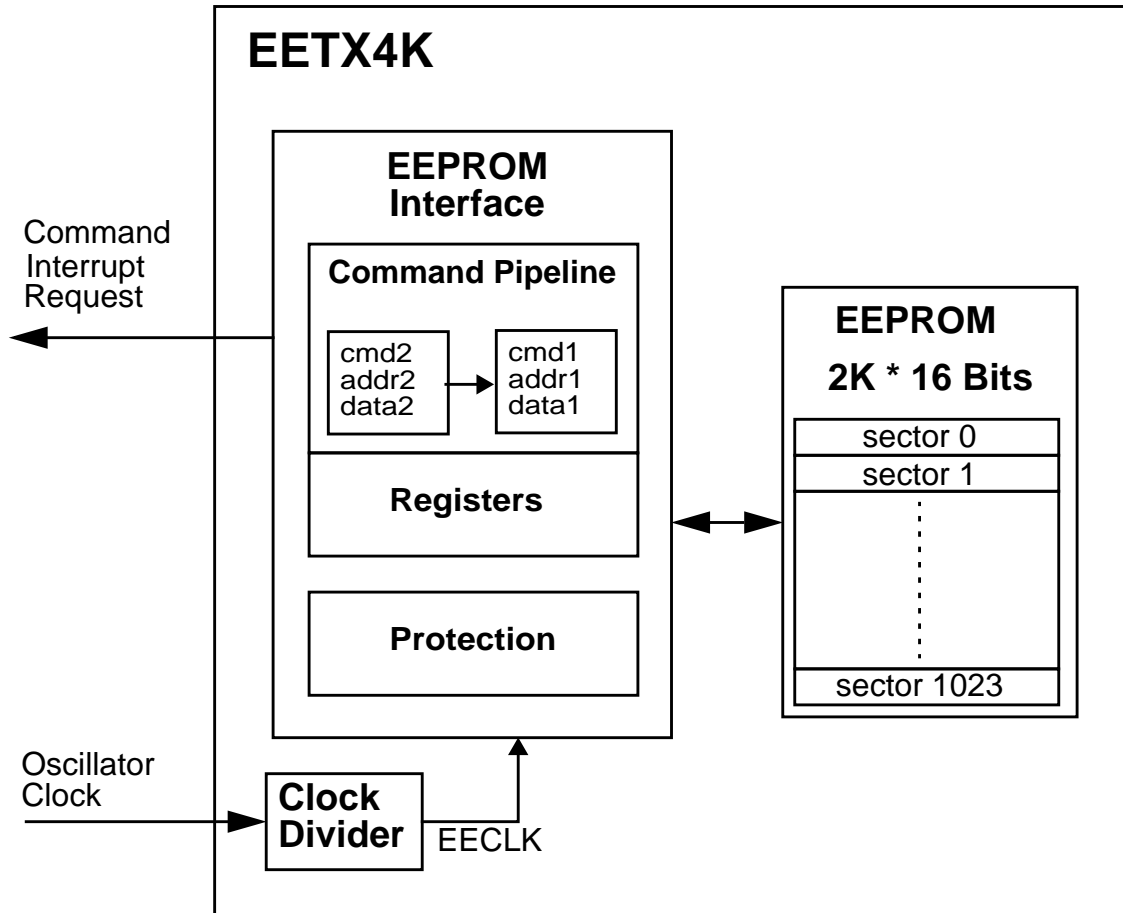 EETX4K
EEPROM
Interface
Command
Interrupt
Request
Command Pipeline
cmd2
addr2
data2
cmd1
addr1
data1
Registers
Protection
EEPROM
2K * 16 Bits
sector 0
sector 1
sector 1023
Oscillator
Clock
Clock
Divider
EECLK